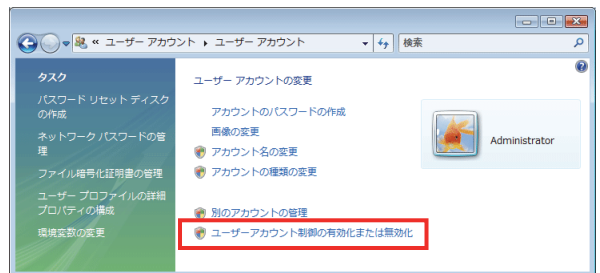 « ユーザー アカウント ▸ ユーザー アカウント
検索
タスク
パスワード リセット ディスク
の作成
ネットワーク パスワードの管
理
ファイル暗号化証明書の管理
ユーザー プロファイルの詳細
プロパティの構成
環境変数の変更
ユーザー アカウントの変更
アカウントのパスワードの作成
画像の変更
アカウント名の変更
アカウントの種類の変更
別のアカウントの管理
ユーザーアカウント制御の有効化または無効化
Administrator